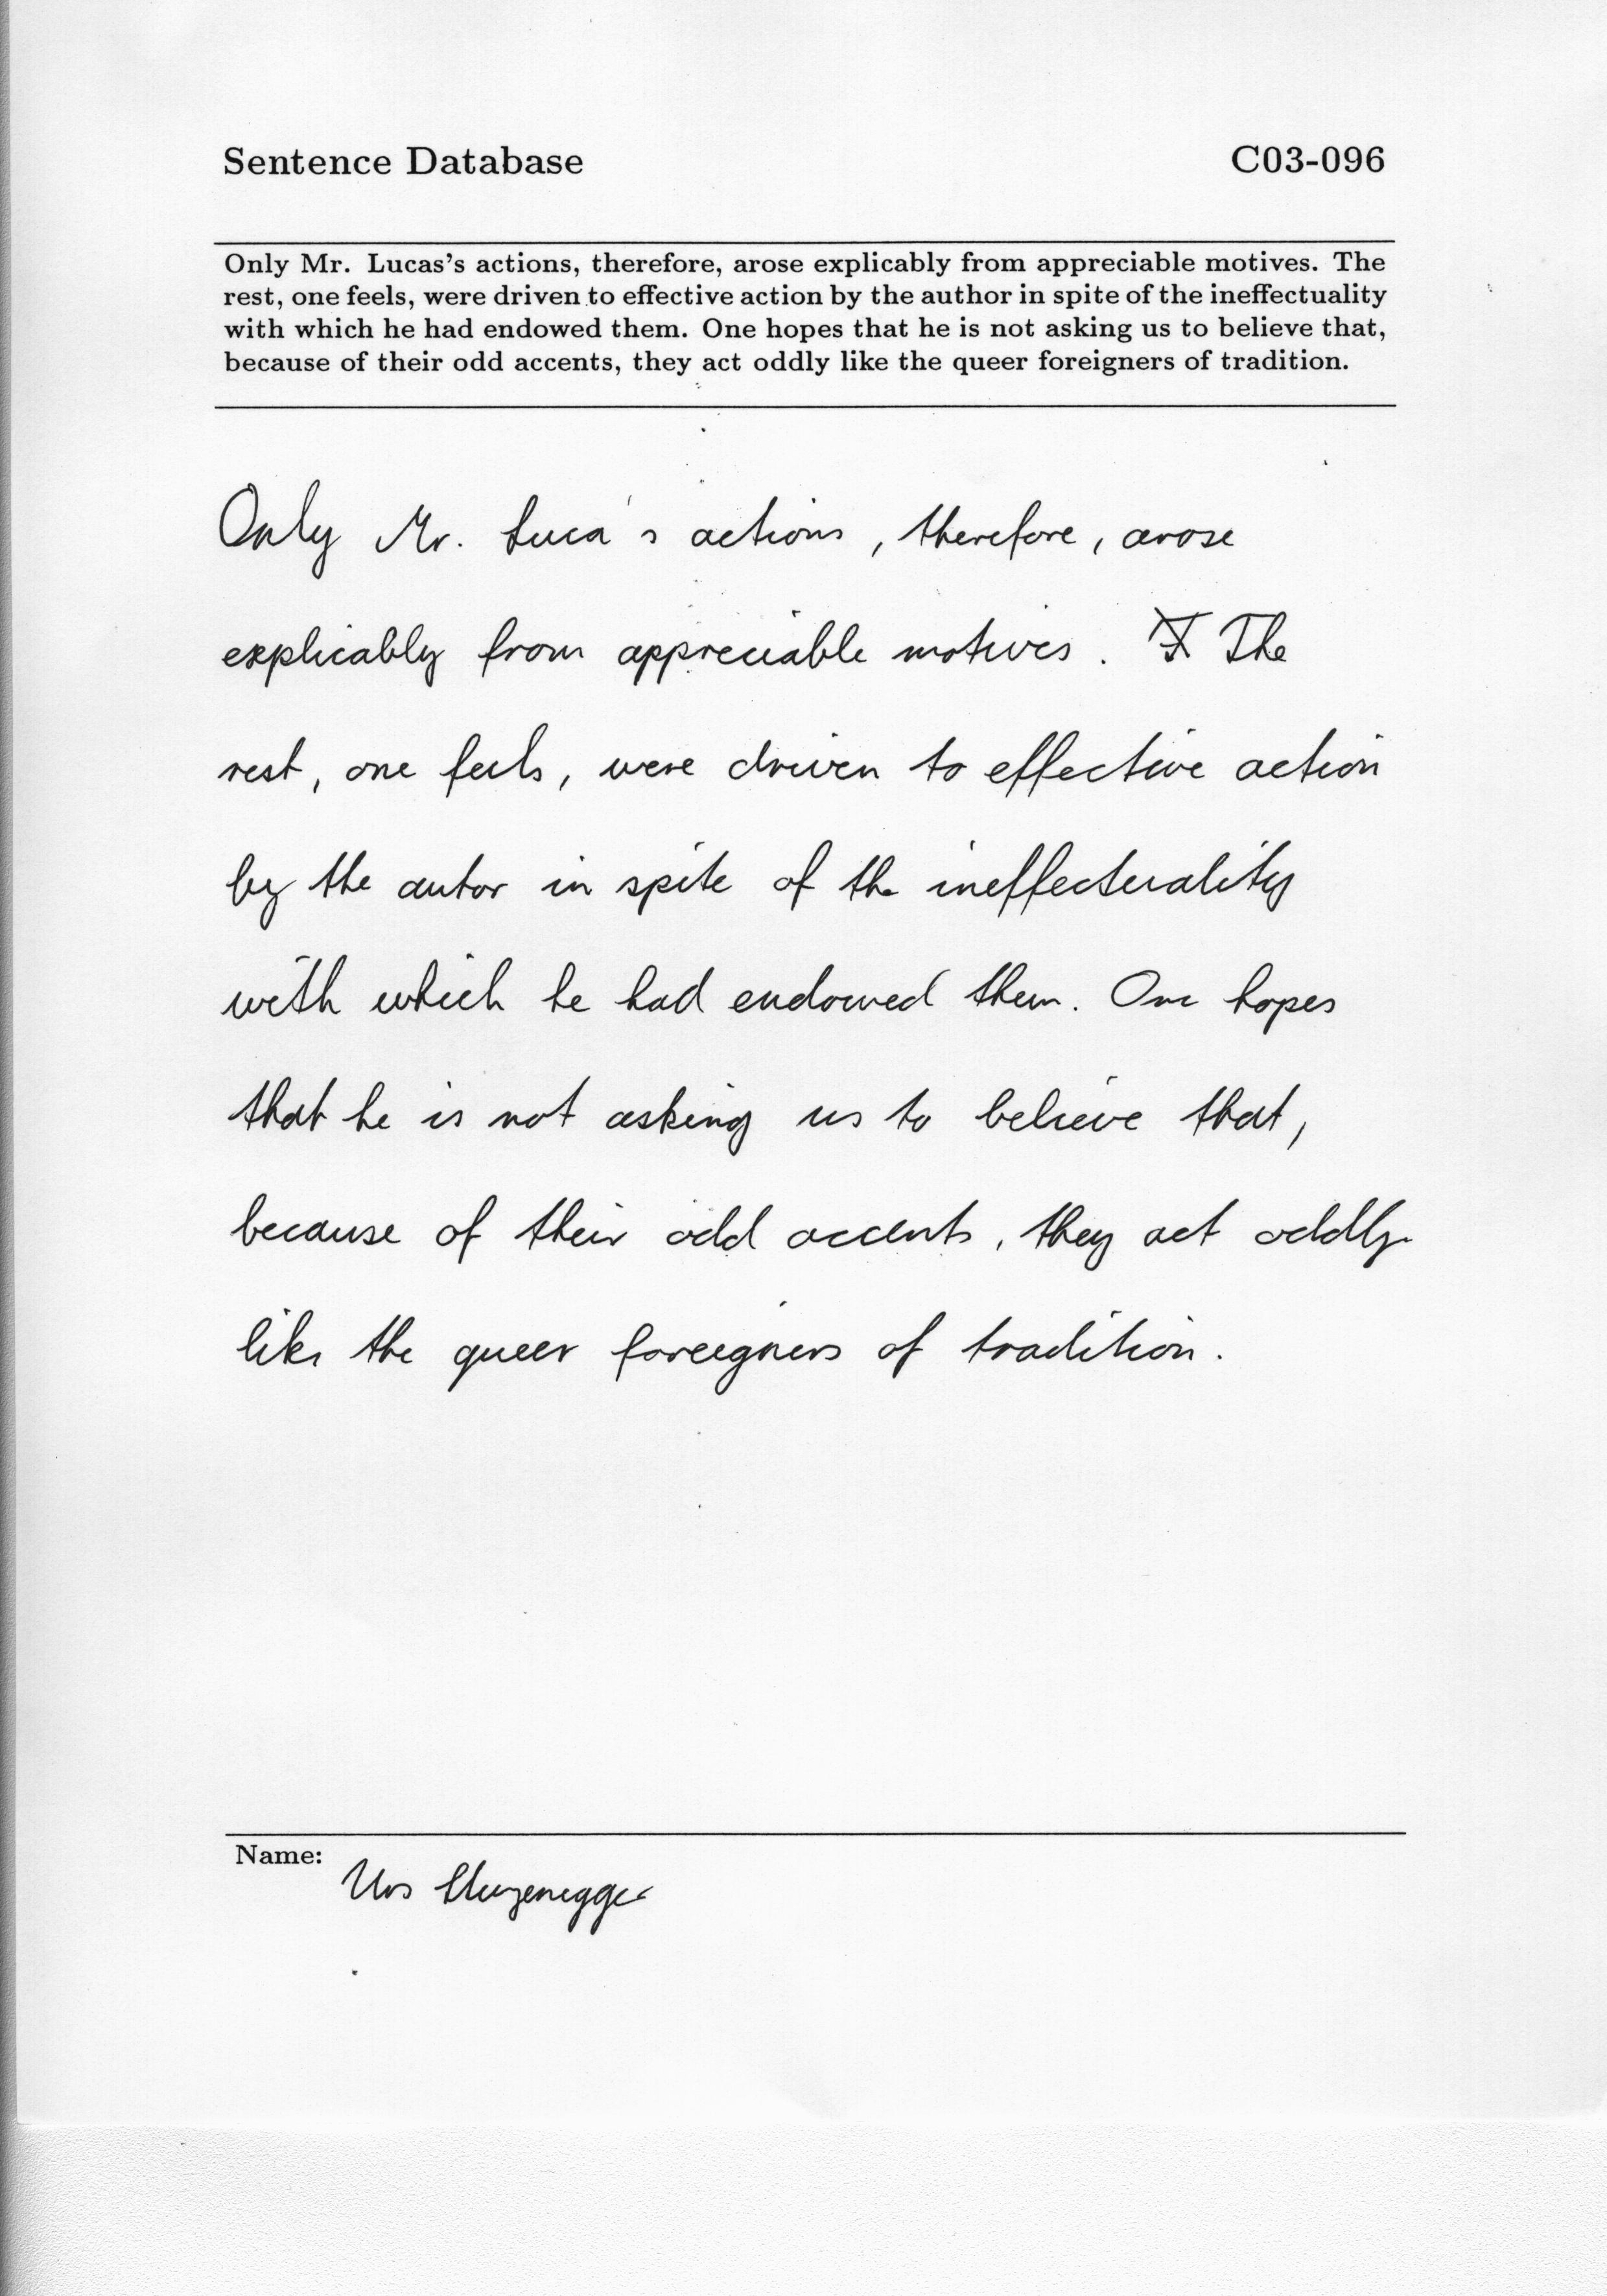 Sentence Database C03-096
Only Mr. Lucas's actions, therefore, arose explicably from appreciable motives. The
rest, one feels, were driven to effective action by the author in spite of the ineffectuality
with which he had endowed them. One hopes that he is not asking us to believe that,
because of their odd accents, they act oddly like the queer foreigners of tradition.
Only Mr. Luca's actions, therefore, arose
explicably from appreciable motives. The
rest, one feels, were driven to effective action
by the autor in spite of the ineffectuality
with which he had endowed them. One hopes
that he is not asking us to believe that,
because of their odd accents, they act oddly
like the queer foreigners of tradition.
Name:
Urs